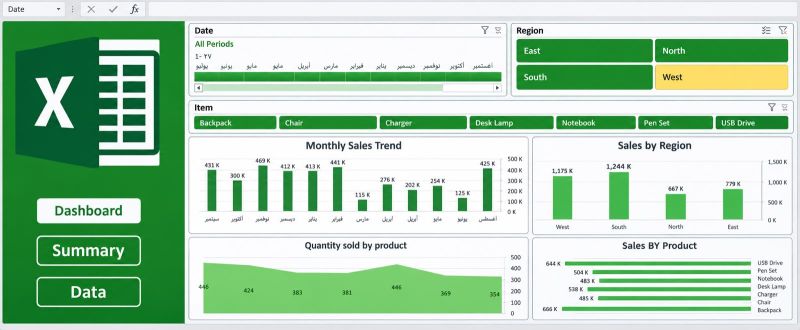 Date
fx
X
Dashboard
Summary
Data
Date
All Periods
يوليو يونيو مايو مايو أبريل مارس فبراير يناير ديسمبر نوفمبر أكتوبر أغسطس
Region
East
North
South
West
Item
Backpack
Chair
Charger
Desk Lamp
Notebook
Pen Set
USB Drive
Monthly Sales Trend
431 K
300 K
469 K
412 K
413 K
441 K
115 K
276 K
202 K
254 K
125 K
425 K
500 K
400 K
300 K
200 K
100 K
0 K
سبتمبر
أكتوبر
نوفمبر
ديسمبر
يناير
فبراير
مارس
أبريل
أبريل
مايو
يونيو
Sales by Region
1,175 K
1,244 K
667 K
779 K
1,500 K
1,000 K
500 K
0 K
West
South
North
East
Quantity sold by product
446
424
383
381
446
369
354
500
400
300
200
100
0
Sales BY Product
644 K
504 K
483 K
538 K
485 K
666 K
USB Drive
Pen Set
Notebook
Desk Lamp
Charger
Chair
Backpack